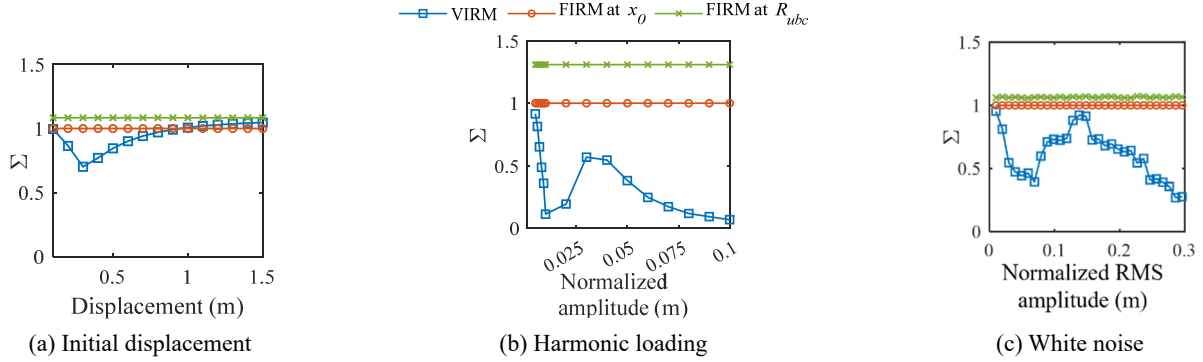 VIRM FIRM at x0 FIRM at Rubc
1.5
1
0.5
0
Σ
0.5 1 1.5
Displacement (m)
(a) Initial displacement
1.5
1
0.5
0
Σ
0.025 0.05 0.075 0.1
Normalized
amplitude (m)
(b) Harmonic loading
1.5
1
0.5
0
Σ
0 0.1 0.2 0.3
Normalized RMS
amplitude (m)
(c) White noise